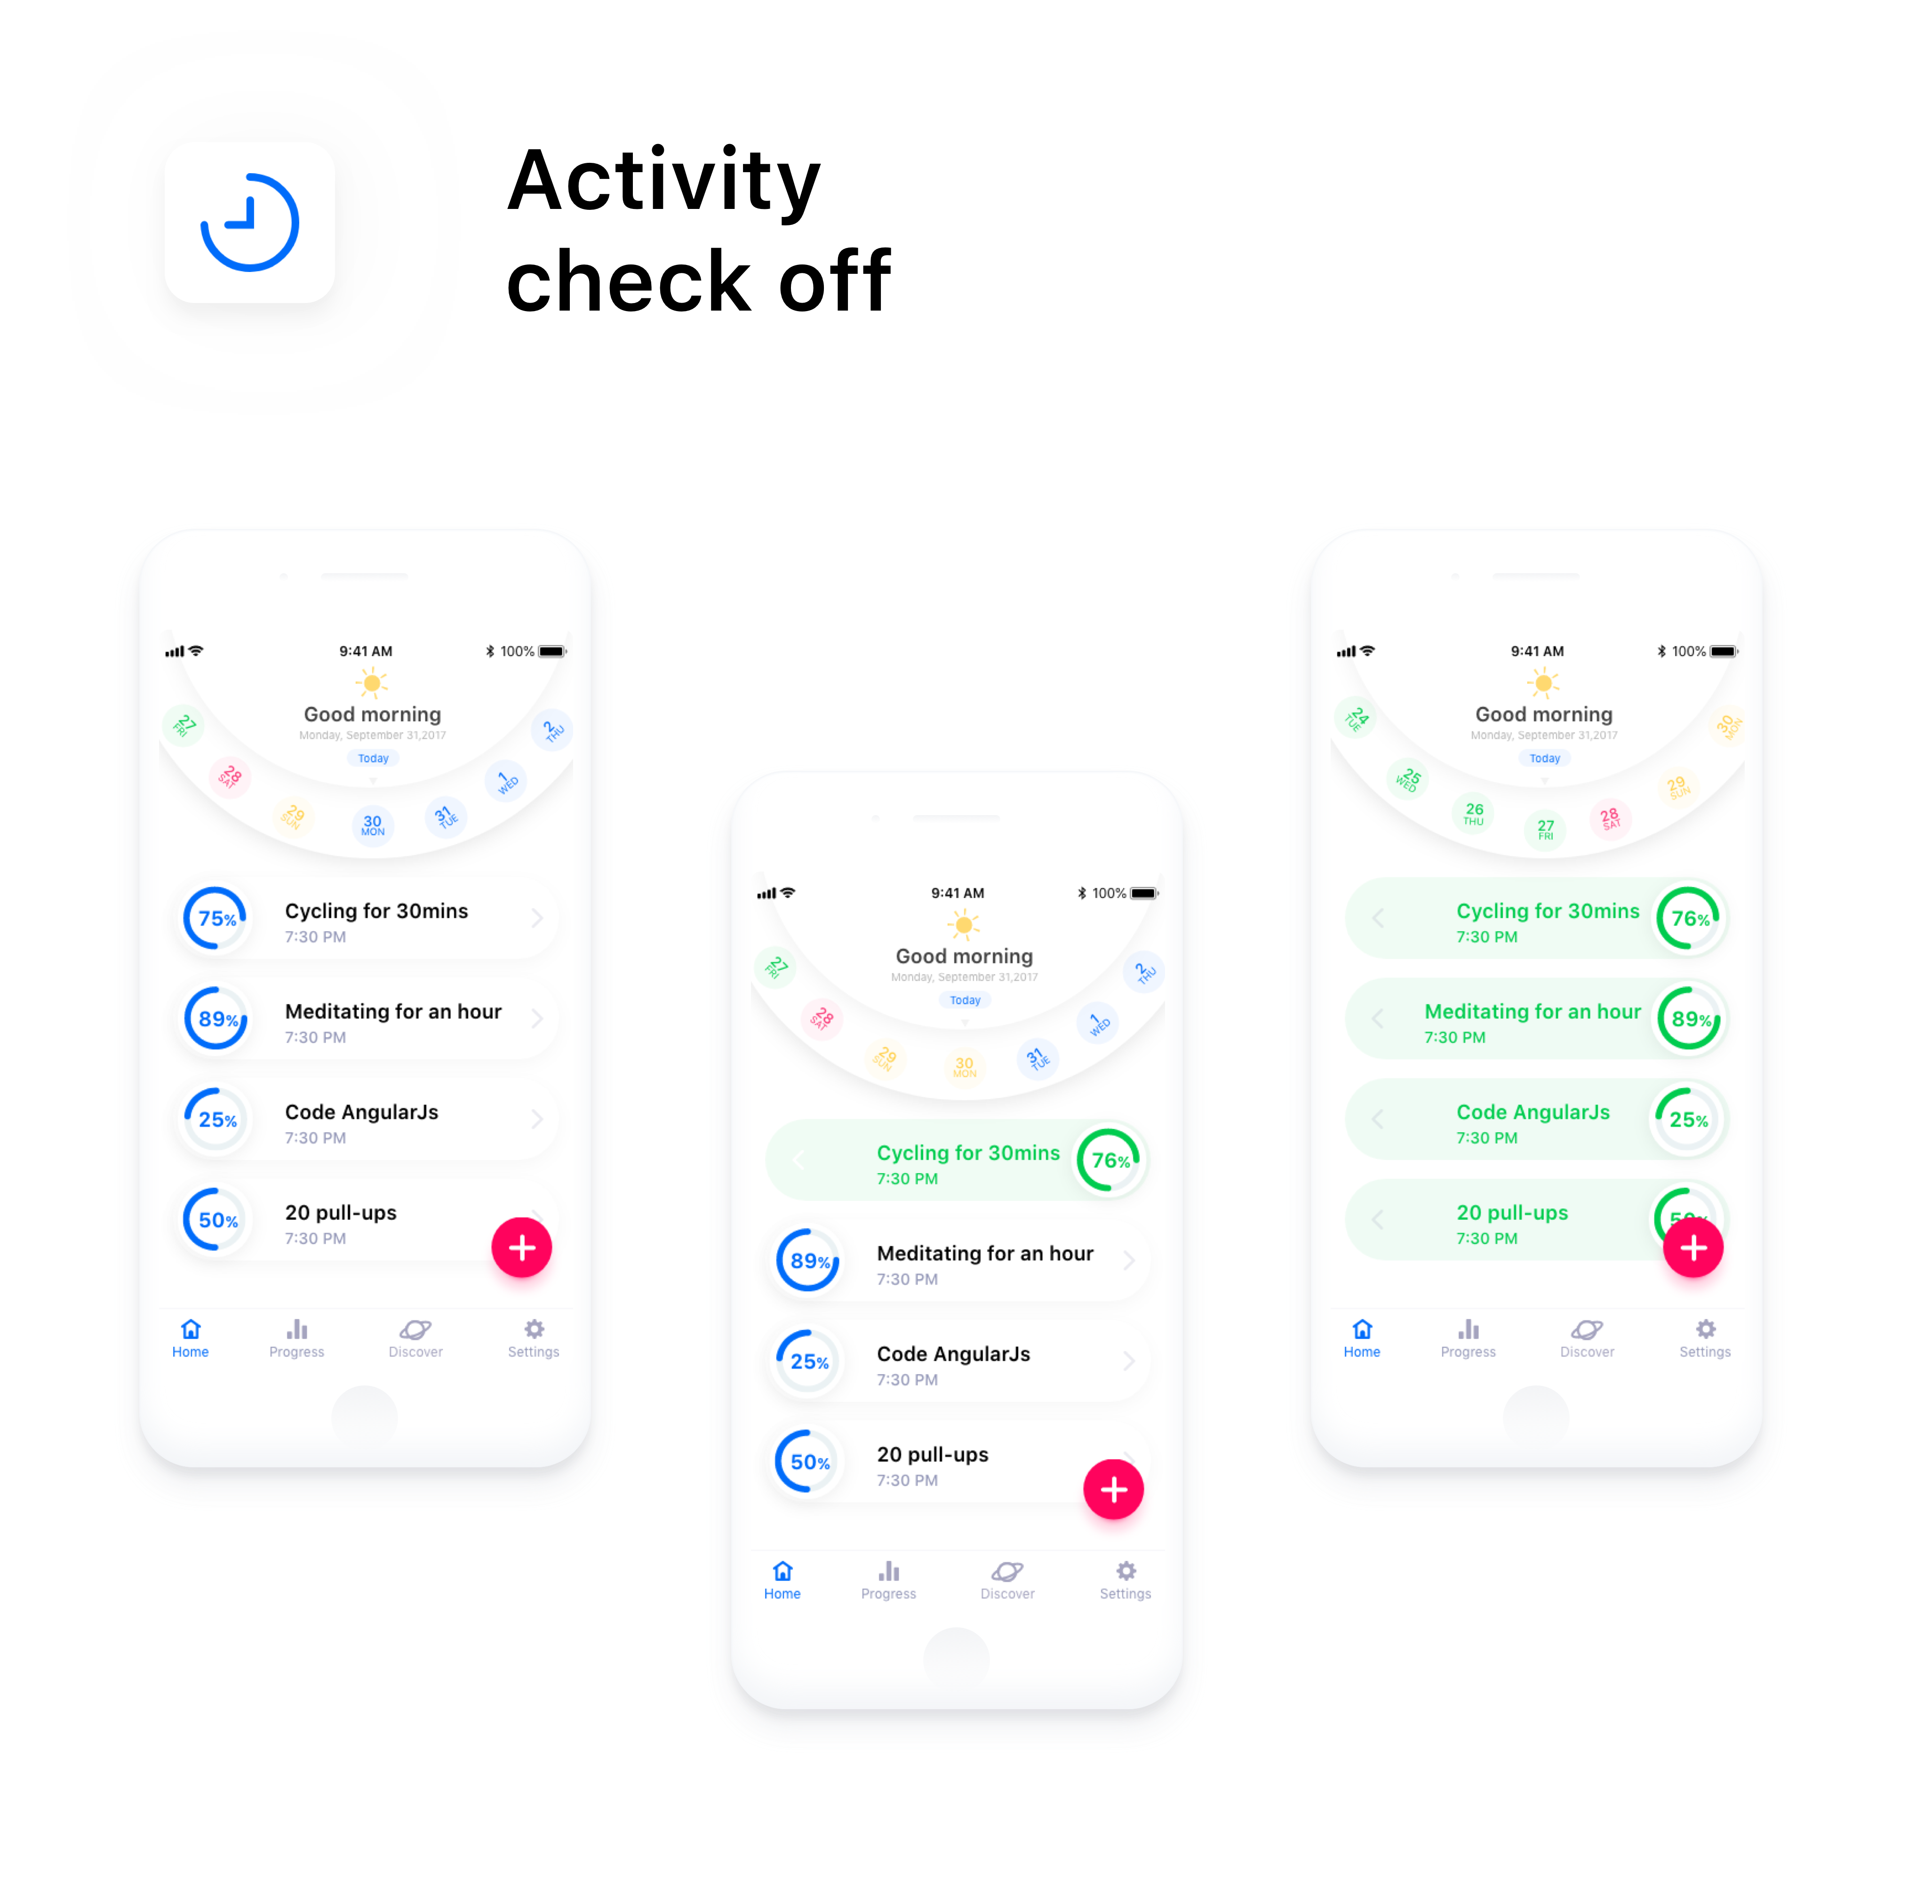 Activity
check off
9:41 AM
100%
Good morning
Monday, September 31,2017
Today
27
FRI
28
SAT
29
SUN
30
MON
31
TUE
1
WED
2
THU
75%
Cycling for 30mins
7:30 PM
89%
Meditating for an hour
7:30 PM
25%
Code AngularJs
7:30 PM
50%
20 pull-ups
7:30 PM
Home
Progress
Discover
Settings
9:41 AM
100%
Good morning
Monday, September 31,2017
Today
27
FRI
28
SAT
29
SUN
30
MON
31
TUE
1
WED
2
THU
Cycling for 30mins
7:30 PM
76%
89%
Meditating for an hour
7:30 PM
25%
Code AngularJs
7:30 PM
50%
20 pull-ups
7:30 PM
Home
Progress
Discover
Settings
9:41 AM
100%
Good morning
Monday, September 31,2017
Today
24
TUE
25
WED
26
THU
27
FRI
28
SAT
29
SUN
30
MON
Cycling for 30mins
7:30 PM
76%
Meditating for an hour
7:30 PM
89%
Code AngularJs
7:30 PM
25%
20 pull-ups
7:30 PM
50%
Home
Progress
Discover
Settings